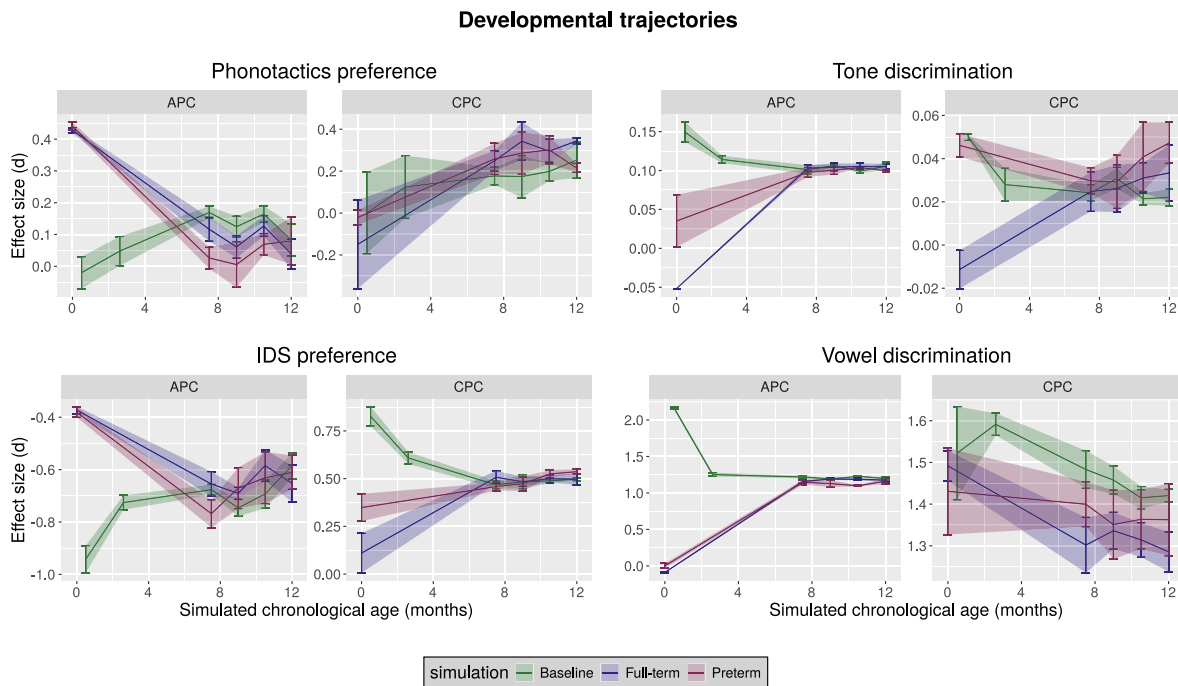 Developmental trajectories
Phonotactics preference
APC
CPC
Effect size (d)
0.4
0.3
0.2
0.1
0.0
0.4
0.2
0.0
-0.2
0 4 8 12
0 4 8 12
Tone discrimination
APC
CPC
0.15
0.10
0.05
0.00
-0.05
0.06
0.04
0.02
0.00
-0.02
0 4 8 12
0 4 8 12
IDS preference
APC
CPC
Effect size (d)
-0.4
-0.6
-0.8
-1.0
0.75
0.50
0.25
0.00
0 4 8 12
0 4 8 12
Simulated chronological age (months)
Vowel discrimination
APC
CPC
2.0
1.5
1.0
0.5
0.0
1.6
1.5
1.4
1.3
0 4 8 12
0 4 8 12
Simulated chronological age (months)
simulation Baseline Full-term Preterm